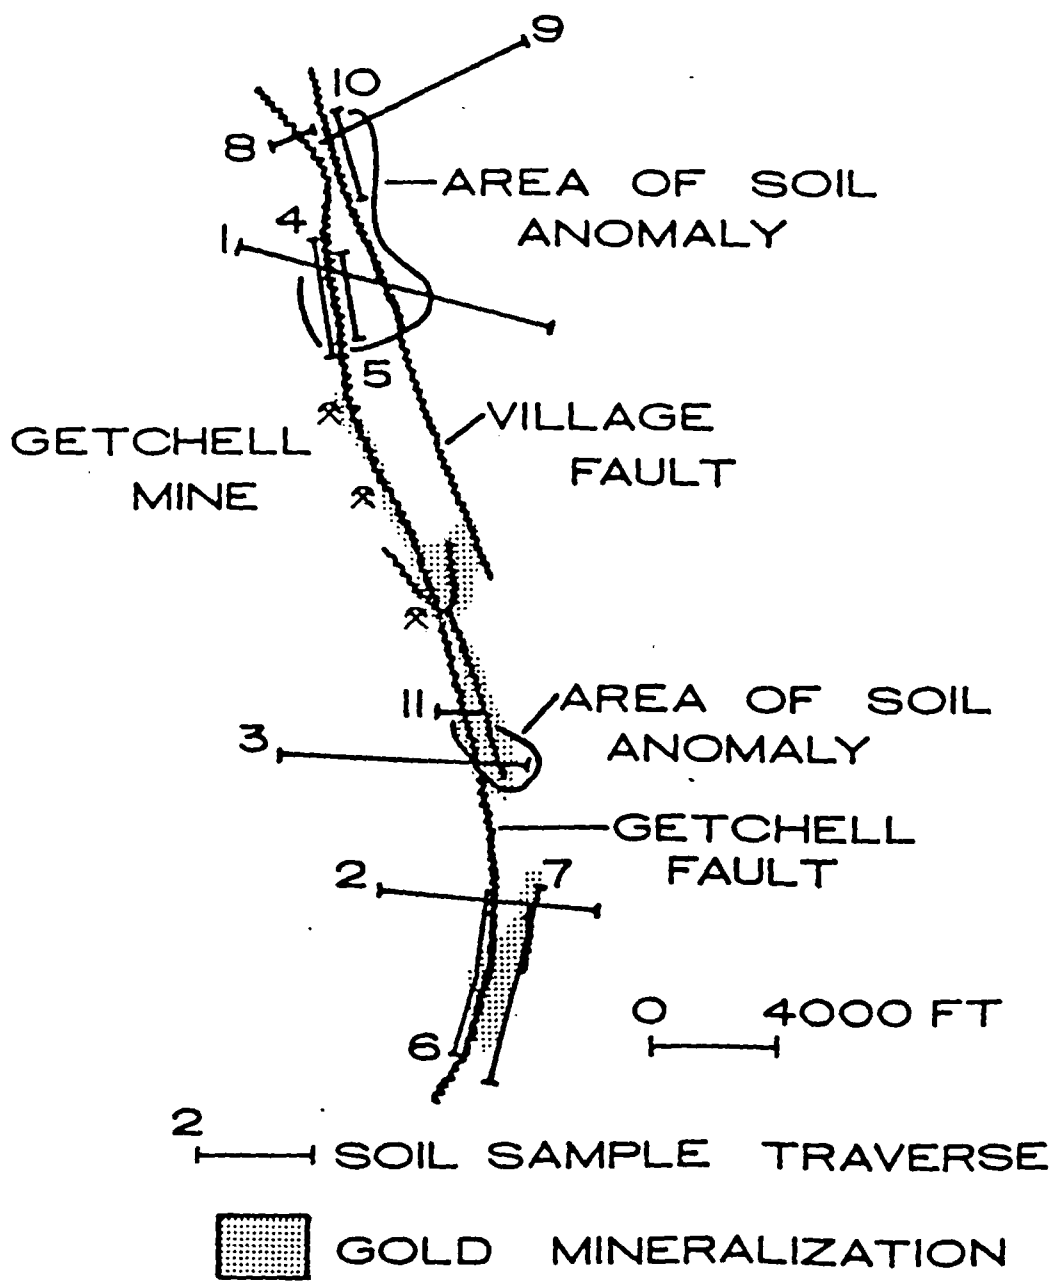 9
10
8
AREA OF SOIL
ANOMALY
4
1
5
VILLAGE
FAULT
GETCHELL
MINE
11
AREA OF SOIL
ANOMALY
3
GETCHELL
FAULT
2
7
0 4000 FT
6
2
SOIL SAMPLE TRAVERSE
GOLD MINERALIZATION